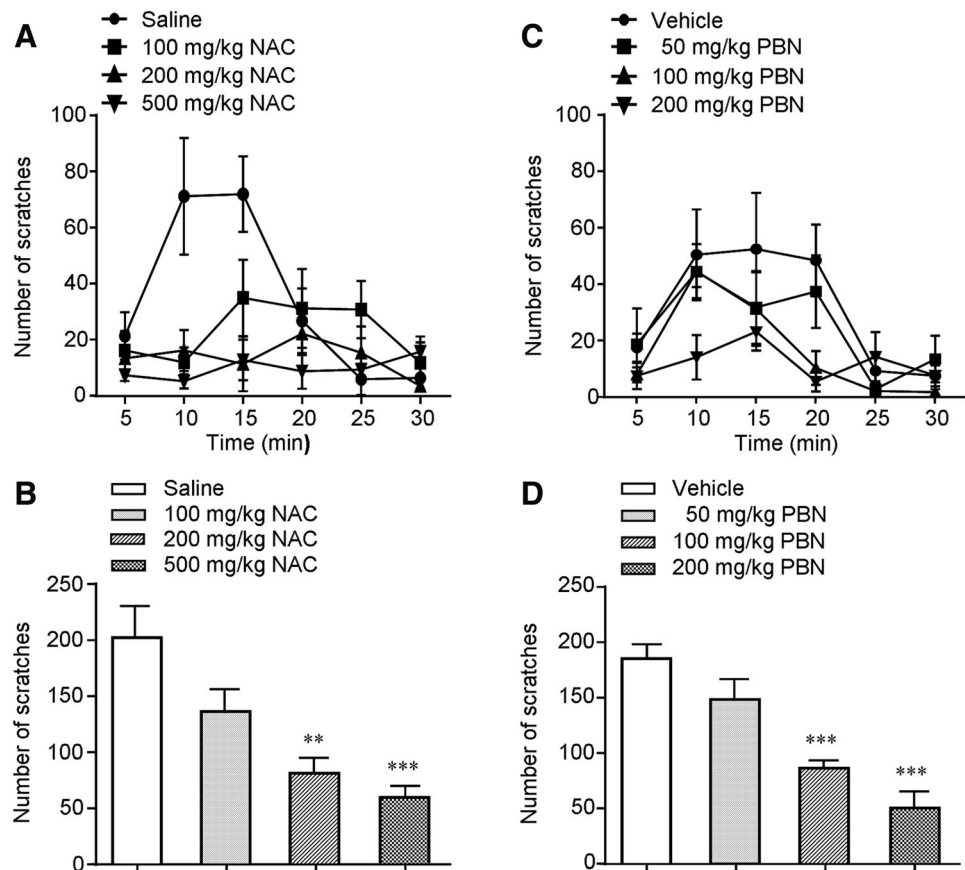 A
Saline
100 mg/kg NAC
200 mg/kg NAC
500 mg/kg NAC
Number of scratches
100
80
60
40
20
0
5 10 15 20 25 30
Time (min)
C
Vehicle
50 mg/kg PBN
100 mg/kg PBN
200 mg/kg PBN
Number of scratches
100
80
60
40
20
0
5 10 15 20 25 30
Time (min)
B
Saline
100 mg/kg NAC
200 mg/kg NAC
500 mg/kg NAC
Number of scratches
250
200
150
100
50
0
**
***
D
Vehicle
50 mg/kg PBN
100 mg/kg PBN
200 mg/kg PBN
Number of scratches
250
200
150
100
50
0
***
***